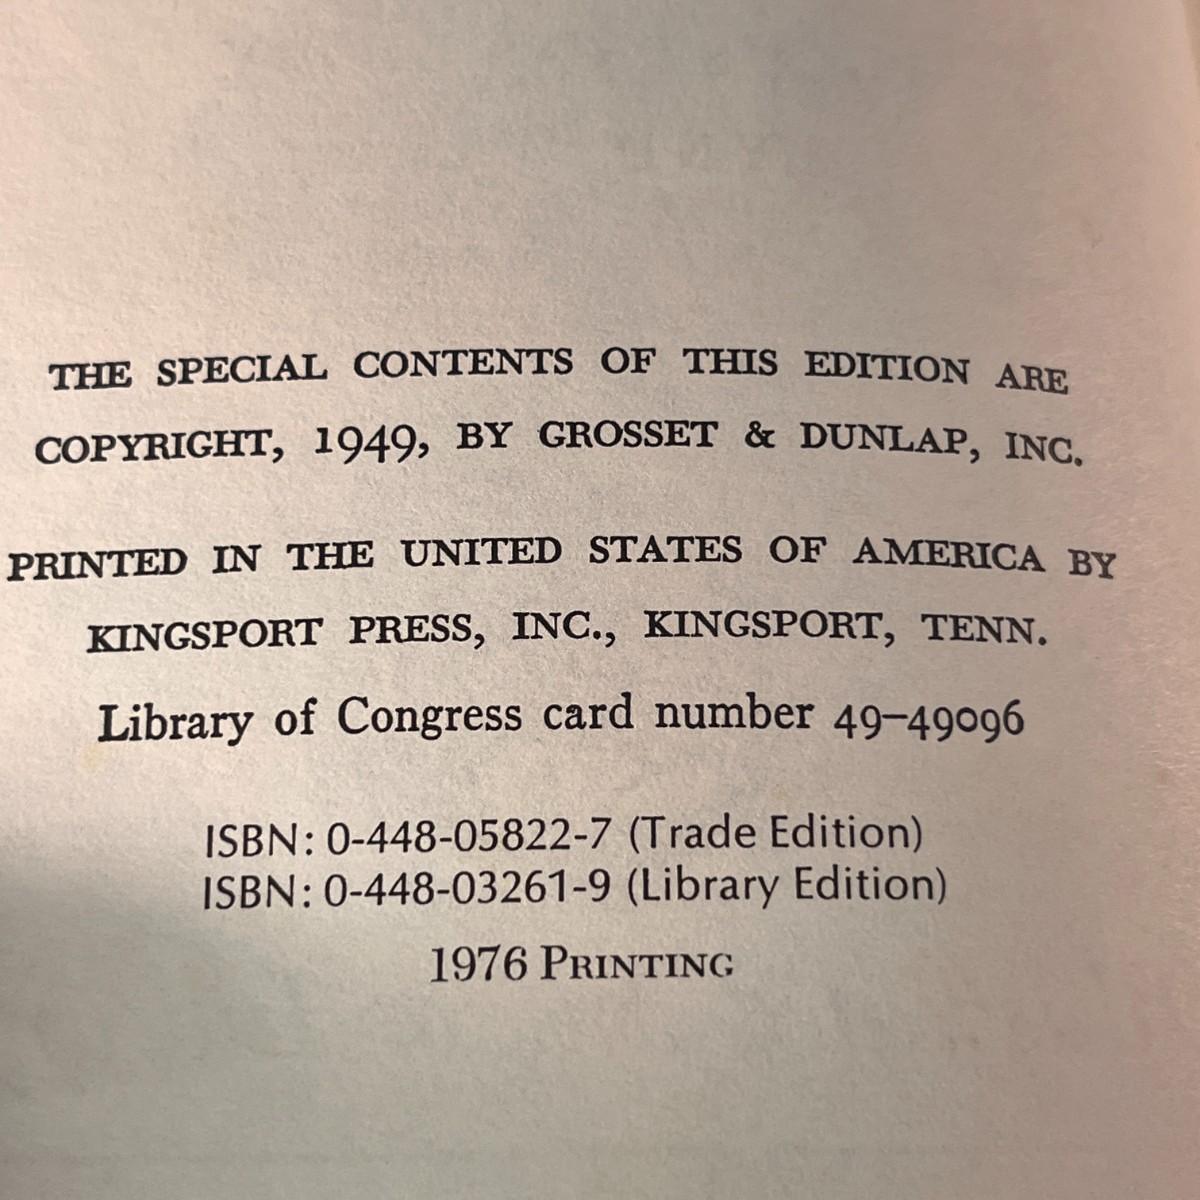 THE SPECIAL CONTENTS OF THIS EDITION ARE
COPYRIGHT, 1949, BY GROSSET & DUNLAP, INC.
PRINTED IN THE UNITED STATES OF AMERICA BY
KINGSPORT PRESS, INC., KINGSPORT, TENN.
Library of Congress card number 49–49096
ISBN: 0-448-05822-7 (Trade Edition)
ISBN: 0-448-03261-9 (Library Edition)
1976 PRINTING